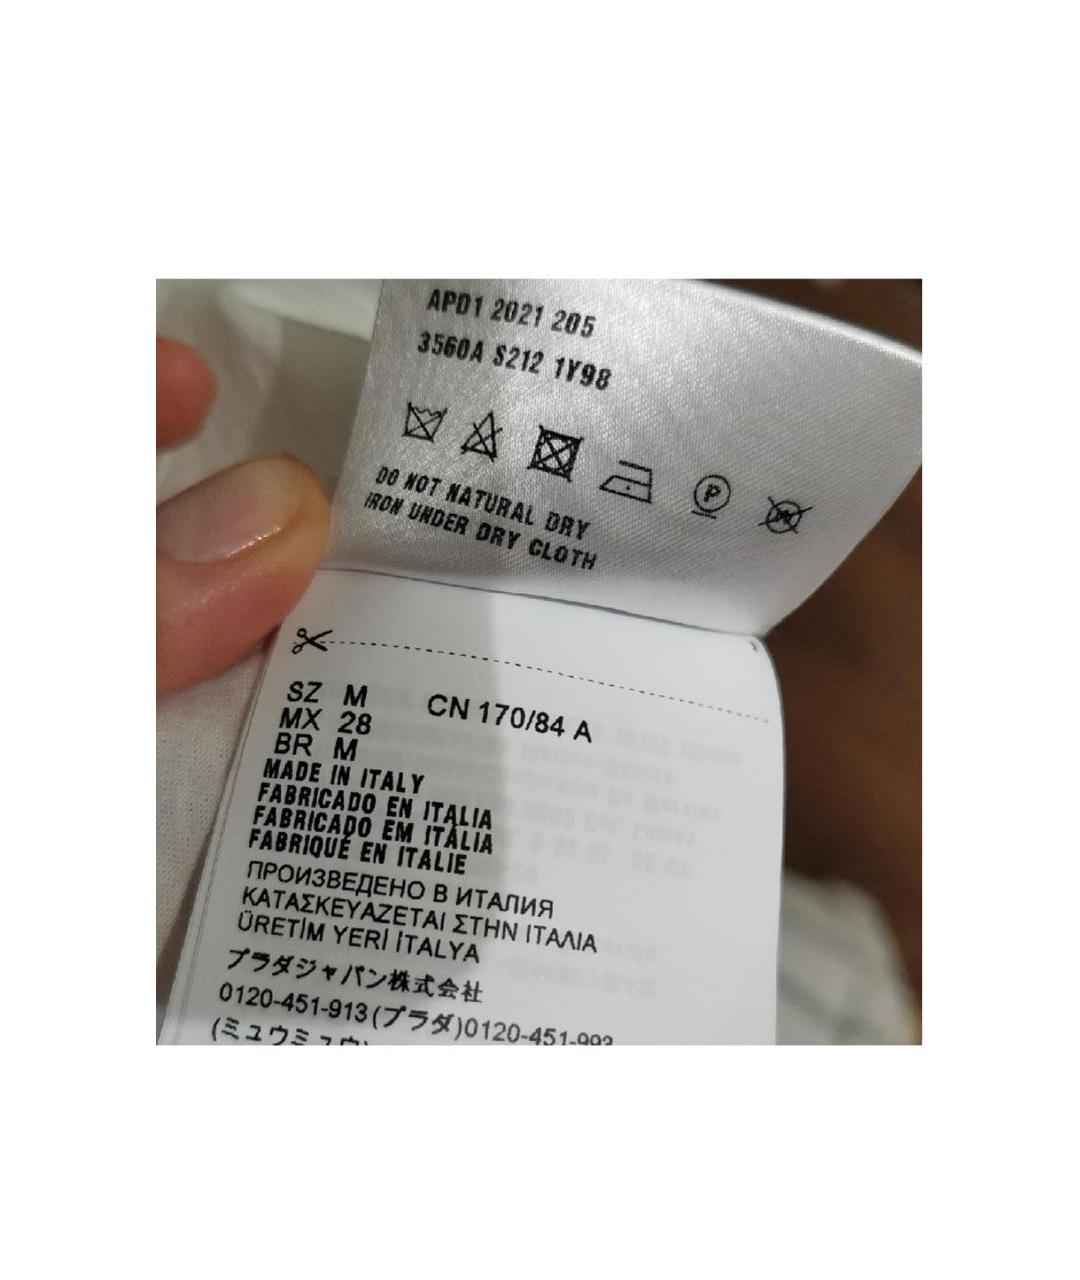 APD1 2021 205
3560A S212 1Y98
P
W
DO NOT NATURAL DRY
IRON UNDER DRY CLOTH
SZ M CN 170/84 A
MX 28
BR M
MADE IN ITALY
FABRICADO EN ITALIA
FABRICADO EM ITÁLIA
FABRIQUÉ EN ITALIE
ПРОИЗВЕДЕНО В ИТАЛИЯ
ΚΑΤΑΣΚΕΥΑΖΕΤΑΙ ΣΤΗΝ ΙΤΑΛΙΑ
ÜRETİM YERİ İTALYA
プラダジャパン株式会社
0120-451-913(プラダ)0120-451-993
(ミュウミュウ)